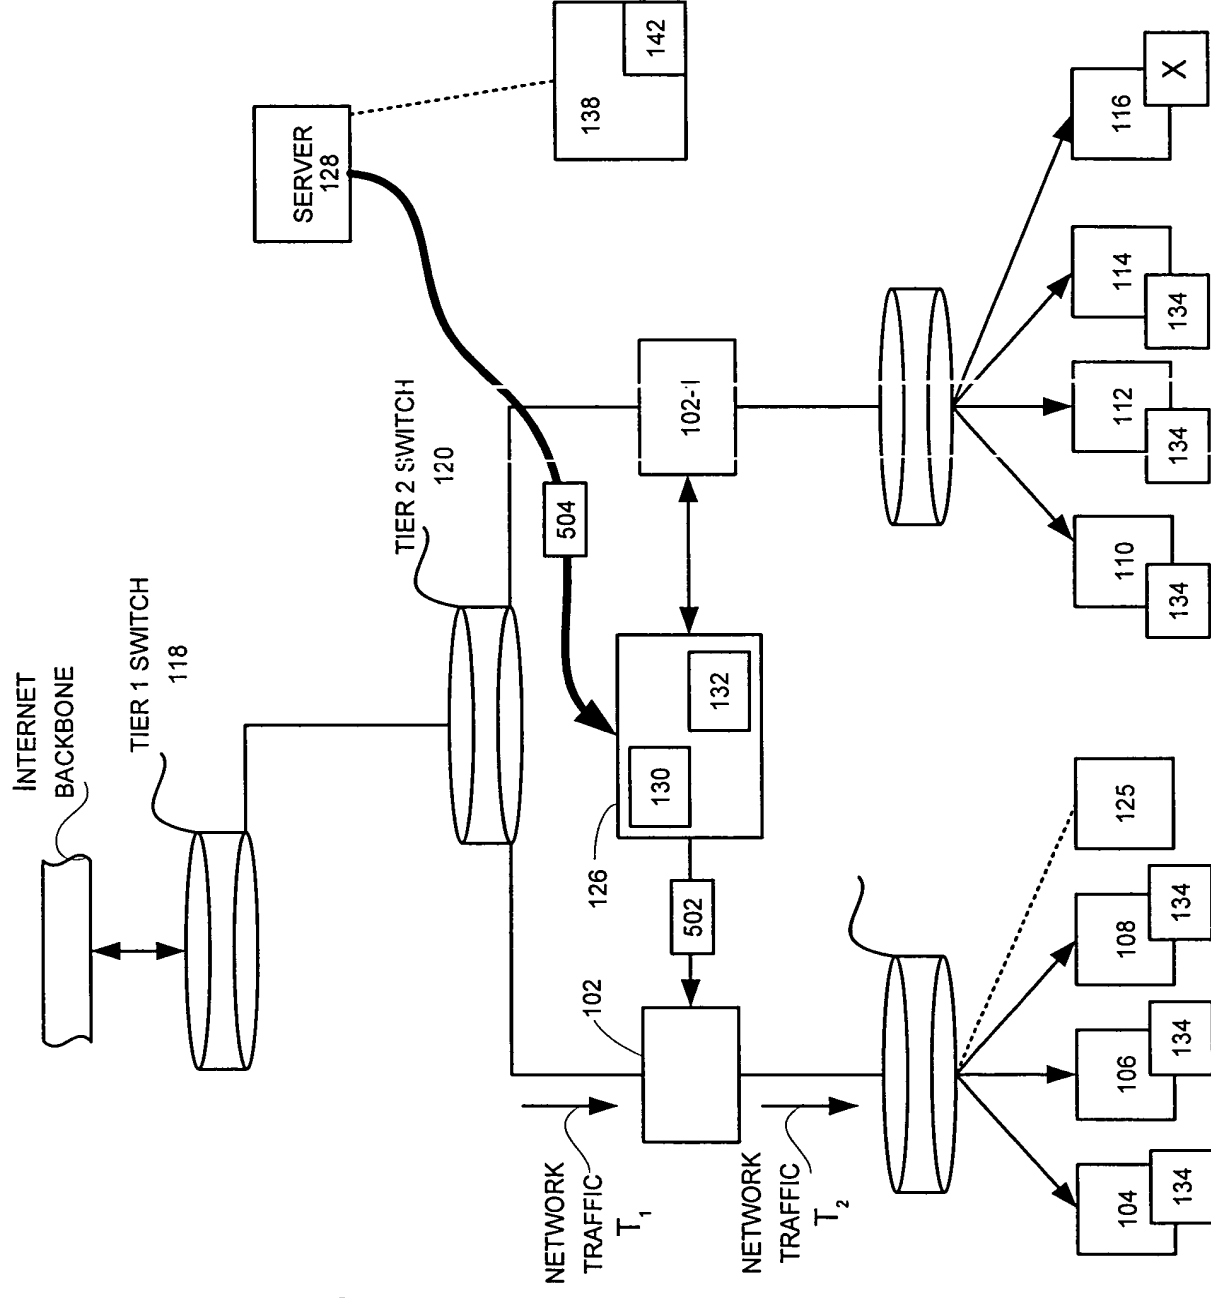 INTERNET
BACKBONE
TIER 1 SWITCH
118
TIER 2 SWITCH
120
SERVER
128
138
142
504
102-1
126
130
132
502
102
NETWORK
TRAFFIC
T1
NETWORK
TRAFFIC
T2
104
134
106
134
108
134
125
110
134
112
134
114
134
116
X